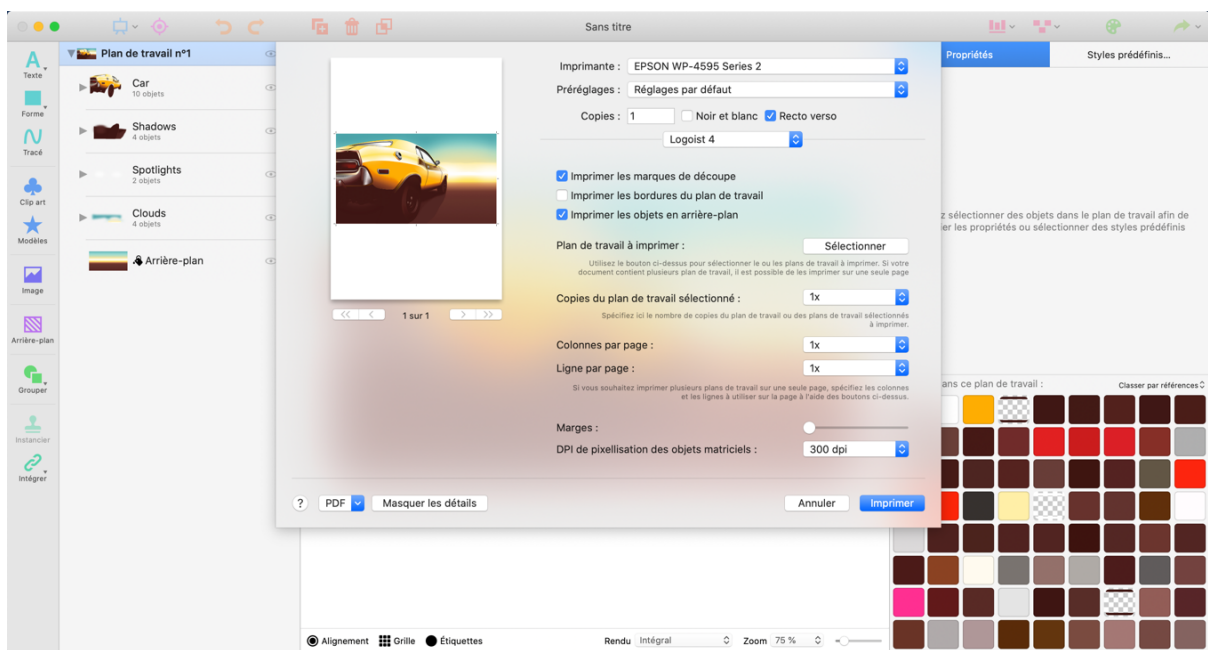 Sans titre
Texte
Forme
Tracé
Clip art
Modèles
Image
Arrière-plan
Grouper
Instancier
Intégrer
Plan de travail nº1
Car
10 objets
Shadows
4 objets
Spotlights
2 objets
Clouds
4 objets
Arrière-plan
1 sur 1
Imprimante : EPSON WP-4595 Series 2
Préréglages : Réglages par défaut
Copies : 1 Noir et blanc Recto verso
Logoist 4
Imprimer les marques de découpe
Imprimer les bordures du plan de travail
Imprimer les objets en arrière-plan
Plan de travail à imprimer : Sélectionner
Utilisez le bouton ci-dessus pour sélectionner le ou les plans de travail à imprimer. Si votre
document contient plusieurs plan de travail, il est possible de les imprimer sur une seule page
Copies du plan de travail sélectionné : 1x
Spécifiez ici le nombre de copies du plan de travail ou des plans de travail sélectionnés
à imprimer.
Colonnes par page : 1x
Ligne par page : 1x
Si vous souhaitez imprimer plusieurs plans de travail sur une seule page, spécifiez les colonnes
et les lignes à utiliser sur la page à l'aide des boutons ci-dessus.
Marges :
DPI de pixellisation des objets matriciels : 300 dpi
? PDF Masquer les détails Annuler Imprimer
Propriétés Styles prédéfinis...
z sélectionner des objets dans le plan de travail afin de
ier les propriétés ou sélectionner des styles prédéfinis
ans ce plan de travail : Classer par références
Alignement Grille Étiquettes Rendu Intégral Zoom 75 %